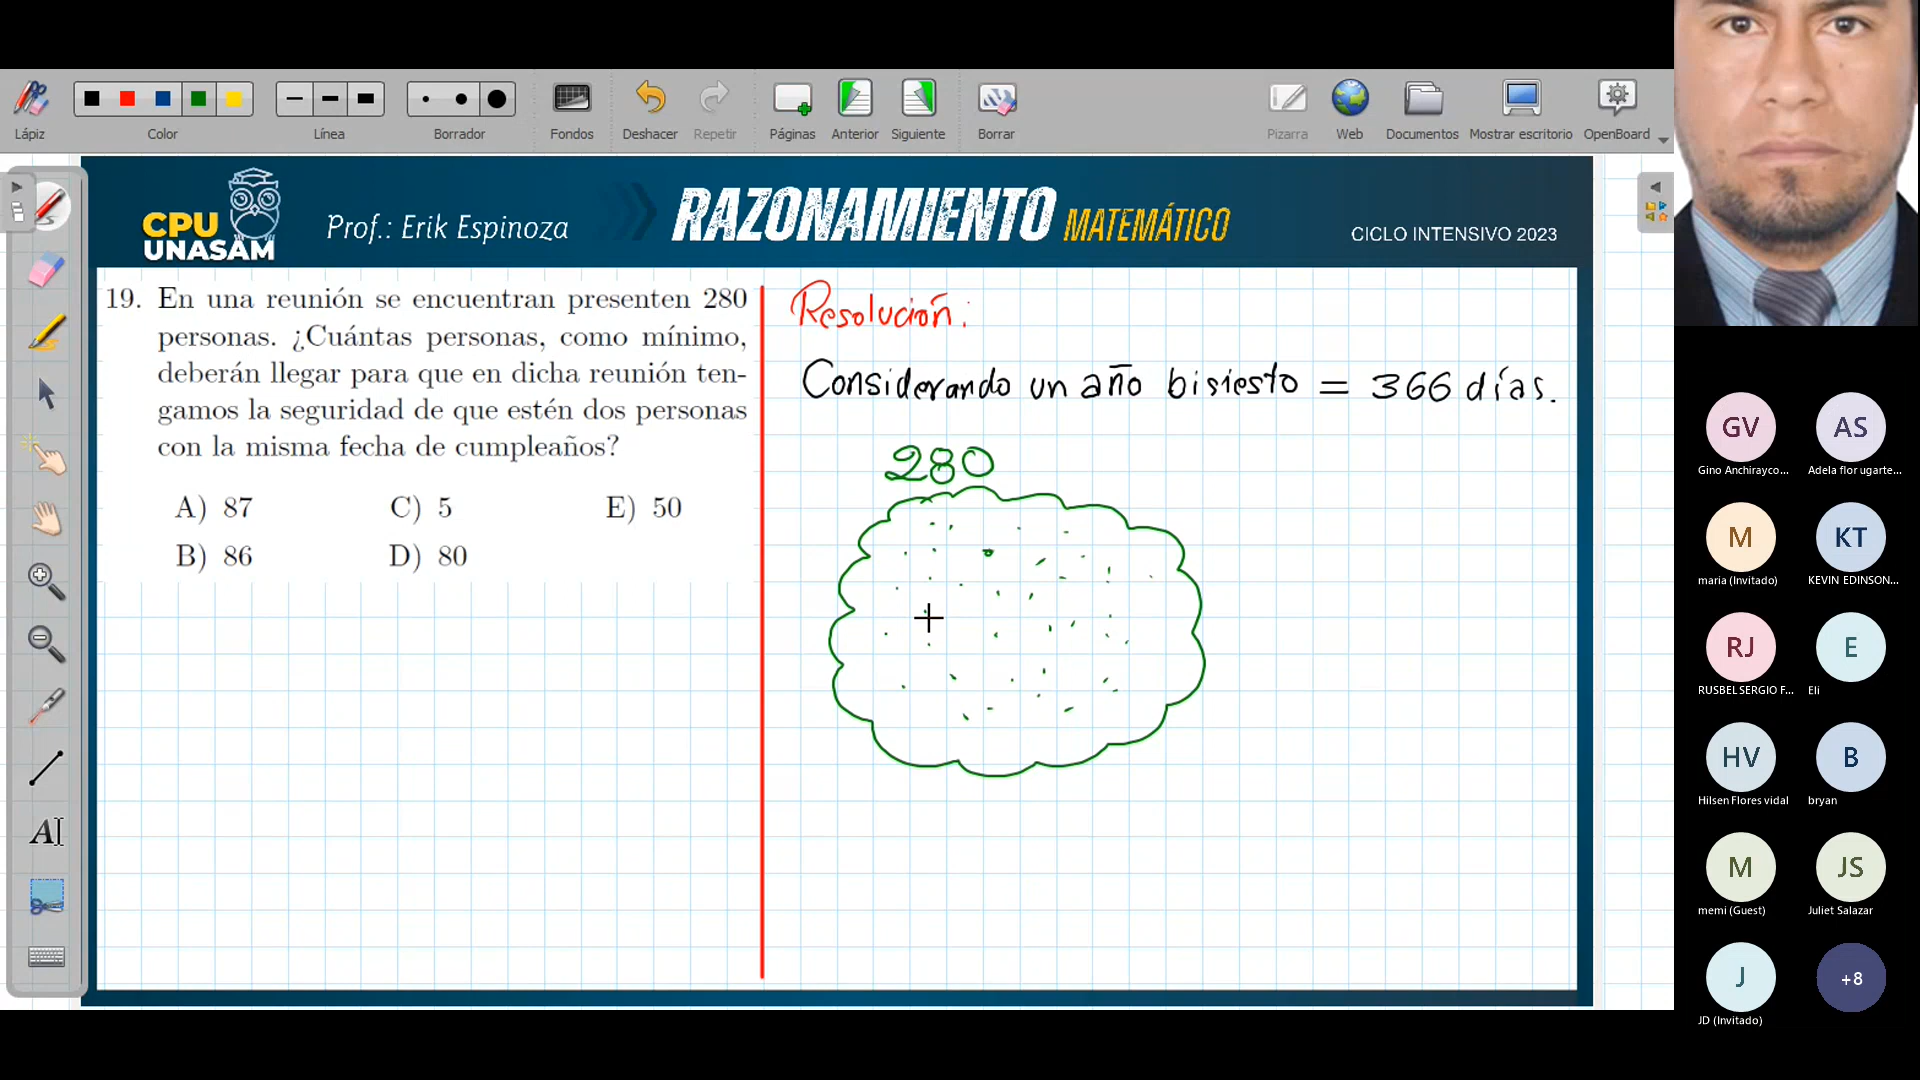 Lápiz
Color
Línea
Borrador
Fondos
Deshacer
Repetir
Páginas
Anterior
Siguiente
Borrar
Pizarra
Web
Documentos
Mostrar escritorio
OpenBoard
CPU
UNASAM
Prof.: Erik Espinoza
RAZONAMIENTO MATEMÁTICO
CICLO INTENSIVO 2023
19. En una reunión se encuentran presenten 280
personas. ¿Cuántas personas, como mínimo,
deberán llegar para que en dicha reunión ten-
gamos la seguridad de que estén dos personas
con la misma fecha de cumpleaños?
A) 87 C) 5 E) 50
B) 86 D) 80
Resolución:
Considerando un año bisiesto = 366 días.
280
GV AS
Gino Anchirayco... Adela flor ugarte...
M KT
maria (Invitado) KEVIN EDINSON...
RJ E
RUSBEL SERGIO F... Eli
HV B
Hilsen Flores vidal bryan
M JS
memi (Guest) Juliet Salazar
J +8
JD (Invitado)